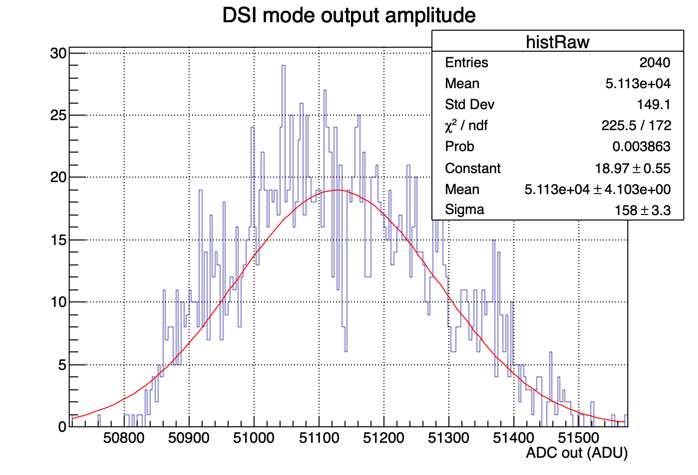 DSI mode output amplitude
histRaw
Entries 2040
Mean 5.113e+04
Std Dev 149.1
χ² / ndf 225.5 / 172
Prob 0.003863
Constant 18.97 ± 0.55
Mean 5.113e+04 ± 4.103e+00
Sigma 158 ± 3.3
30
25
20
15
10
5
0
50800 50900 51000 51100 51200 51300 51400 51500
ADC out (ADU)